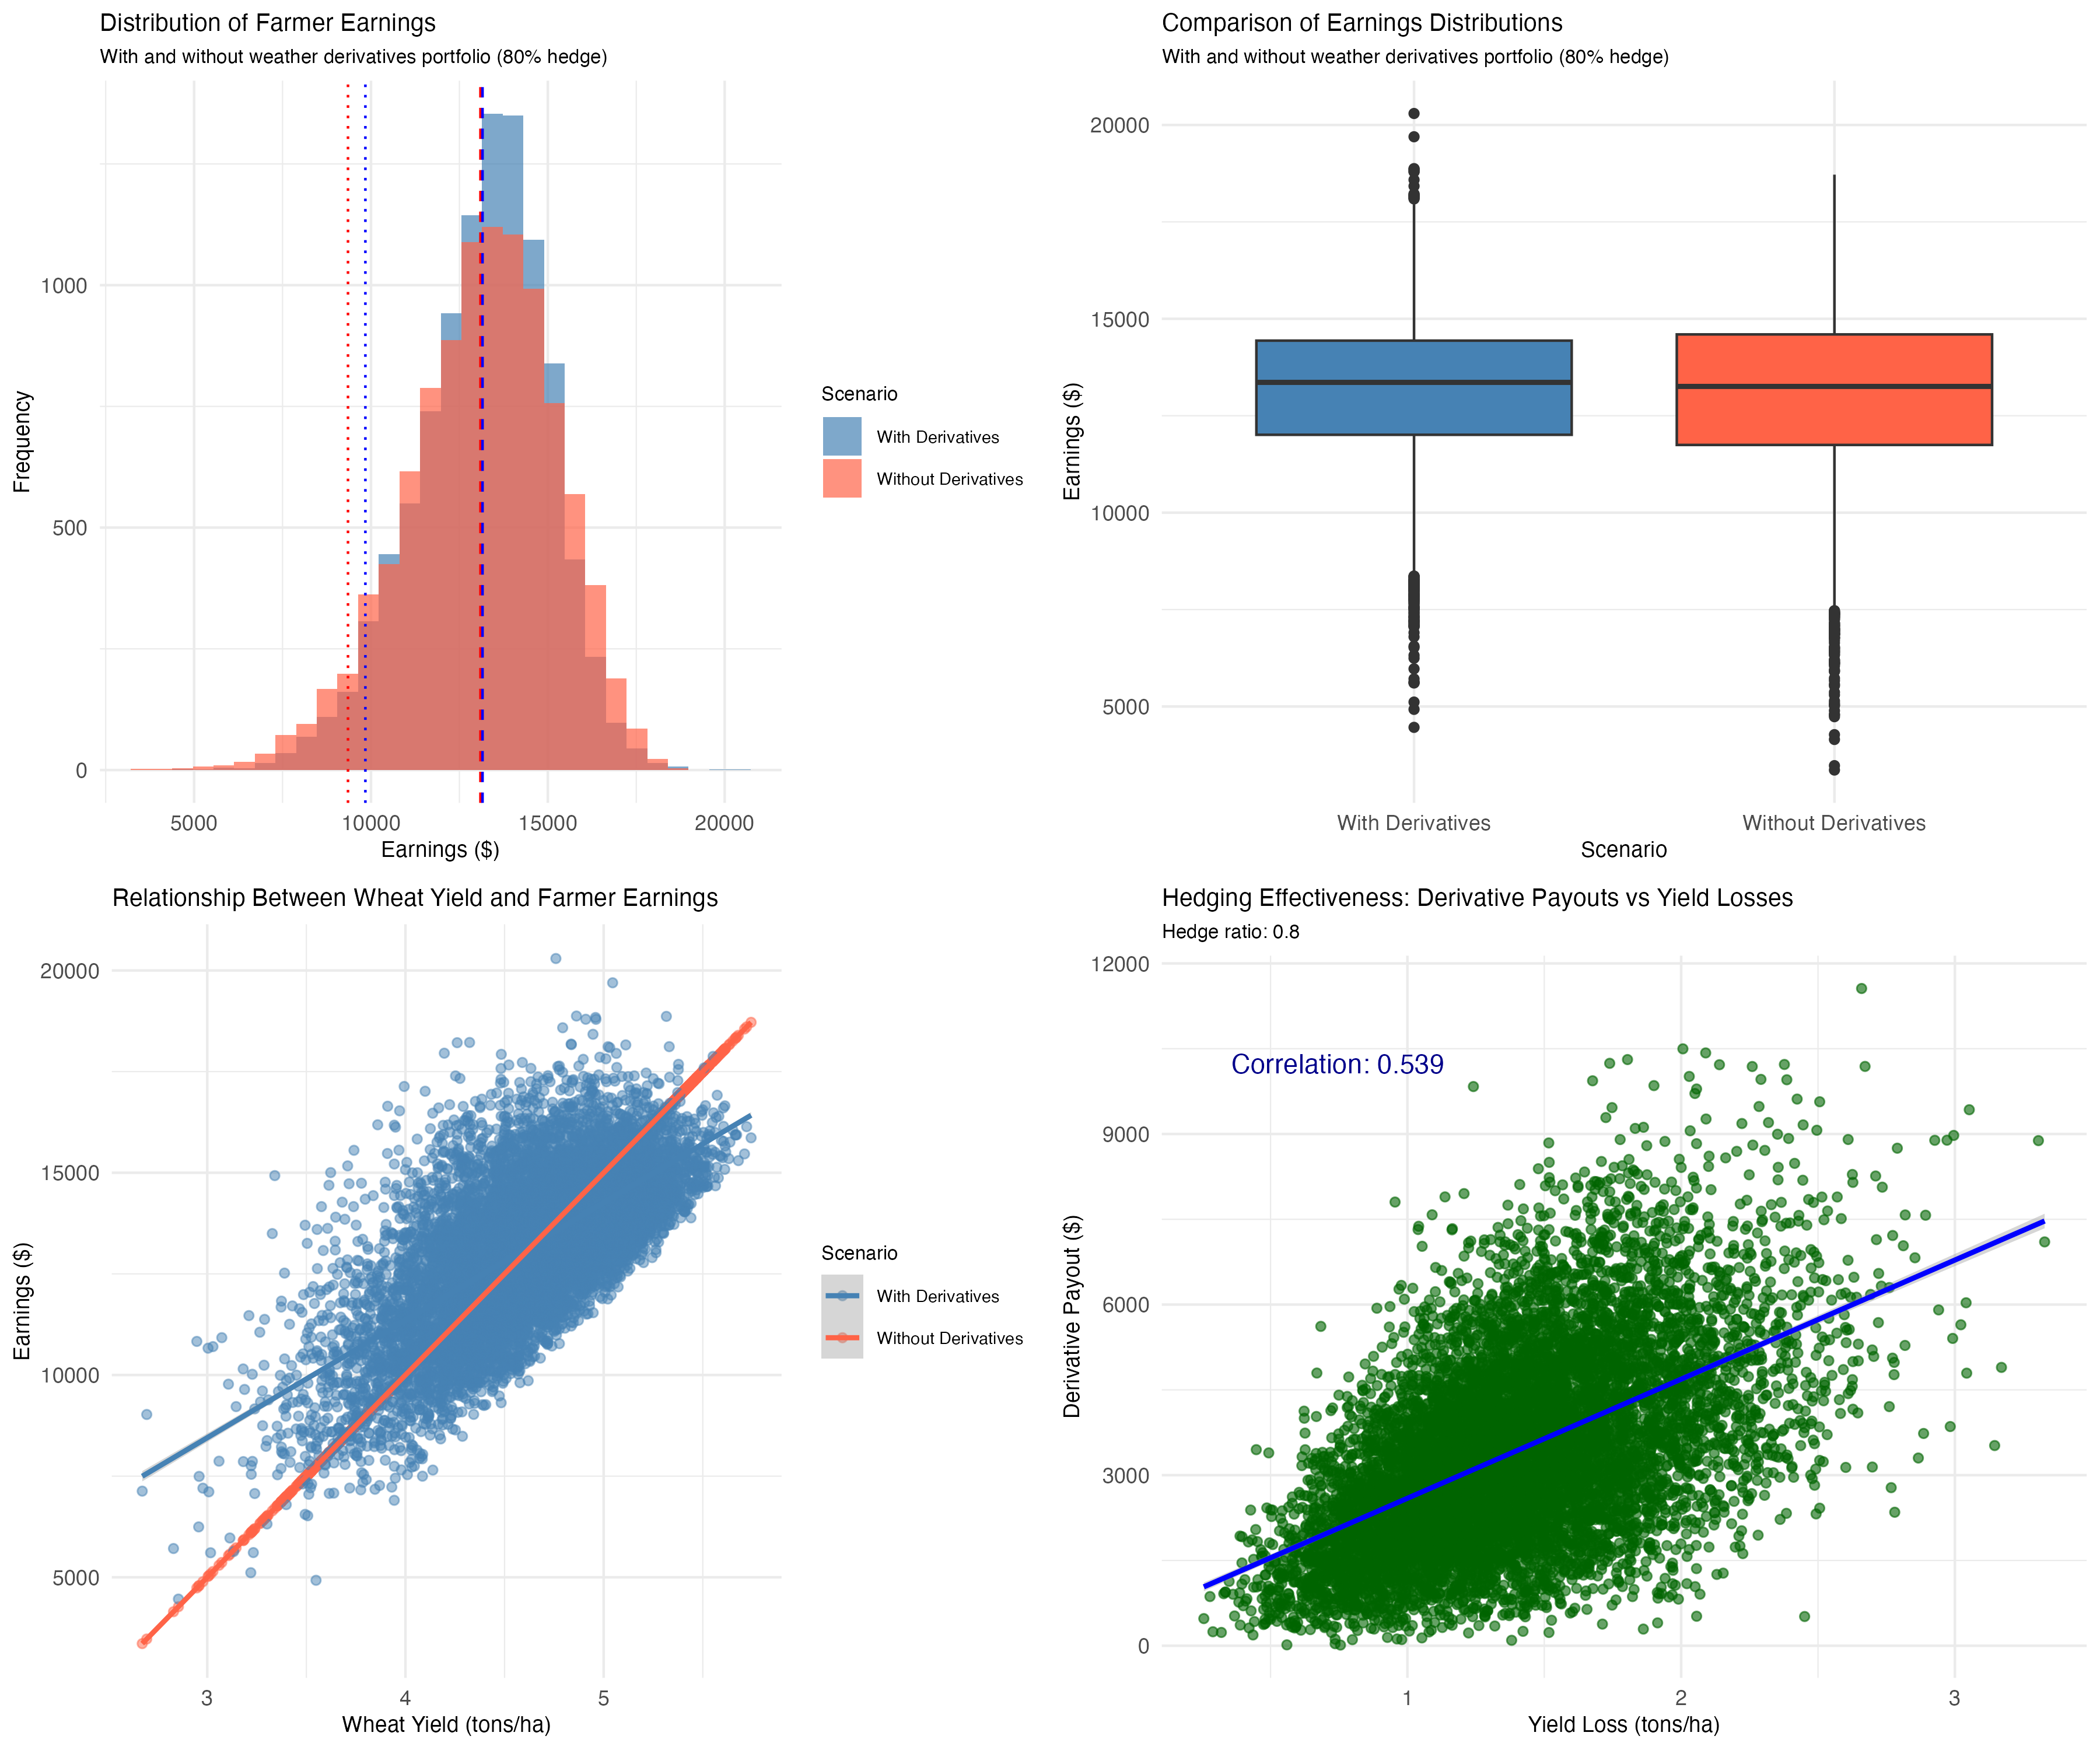 Distribution of Farmer Earnings
With and without weather derivatives portfolio (80% hedge)
Frequency
1000
500
0
5000
10000
15000
20000
Earnings ($)
Scenario
With Derivatives
Without Derivatives
Comparison of Earnings Distributions
With and without weather derivatives portfolio (80% hedge)
Earnings ($)
20000
15000
10000
5000
With Derivatives
Without Derivatives
Scenario
Relationship Between Wheat Yield and Farmer Earnings
Earnings ($)
20000
15000
10000
5000
3
4
5
Wheat Yield (tons/ha)
Scenario
With Derivatives
Without Derivatives
Hedging Effectiveness: Derivative Payouts vs Yield Losses
Hedge ratio: 0.8
Derivative Payout ($)
12000
9000
6000
3000
0
Correlation: 0.539
1
2
3
Yield Loss (tons/ha)